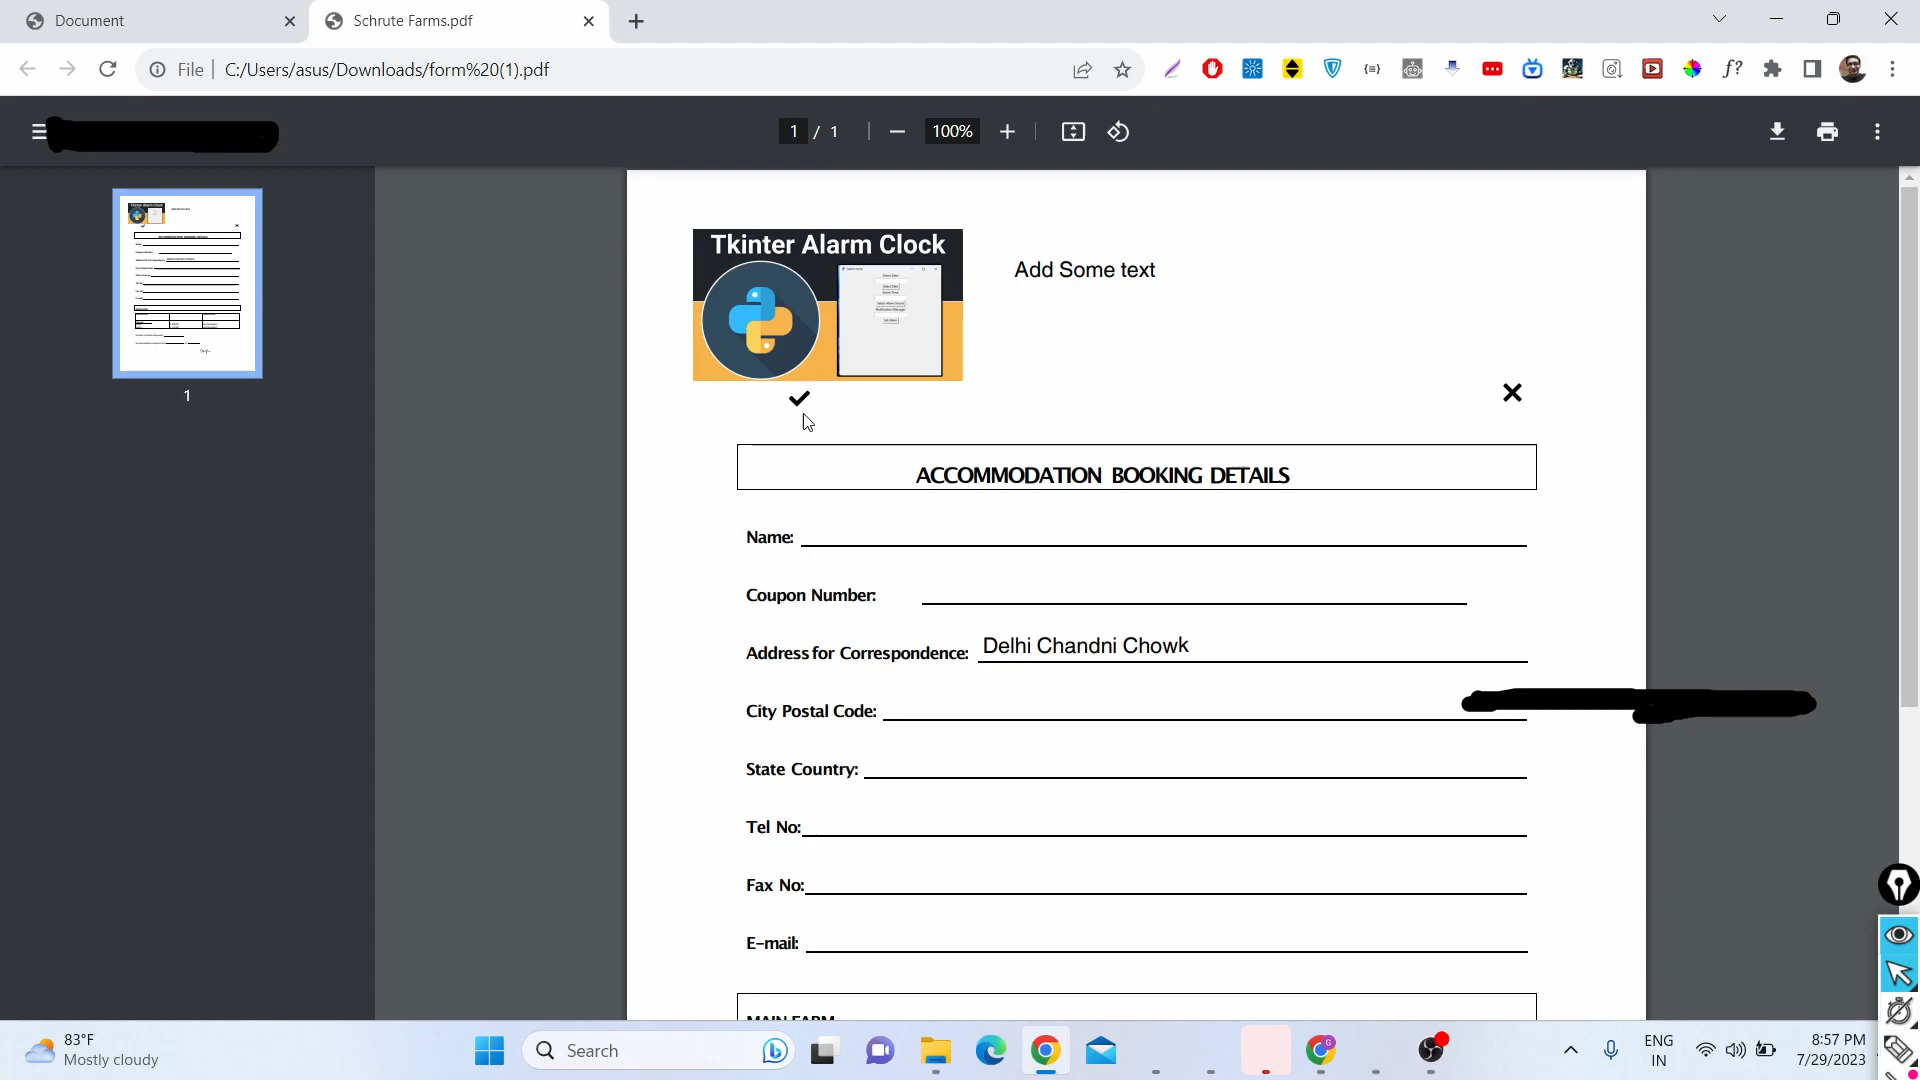 Document
Schrute Farms.pdf
File
C:/Users/asus/Downloads/form%20(1).pdf
{≡}
f?
1 / 1
100%
1
Tkinter Alarm Clock
Add Some text
ACCOMMODATION BOOKING DETAILS
Name:
Coupon Number:
Address for Correspondence: Delhi Chandni Chowk
City Postal Code:
State Country:
Tel No:
Fax No:
E-mail:
MAIN FARM
83°F
Mostly cloudy
Search
G
ENG
IN
8:57 PM
7/29/2023